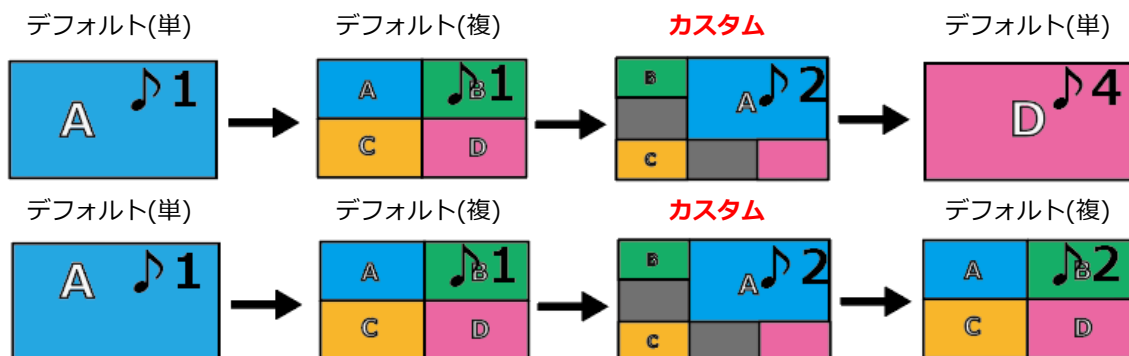 デフォルト(単) デフォルト(複) カスタム デフォルト(単)
A ♪1 A ♪B1 B A♪2 D♪4
C D C
デフォルト(単) デフォルト(複) カスタム デフォルト(複)
A ♪1 A ♪B1 B A♪2 A ♪B2
C D C C D